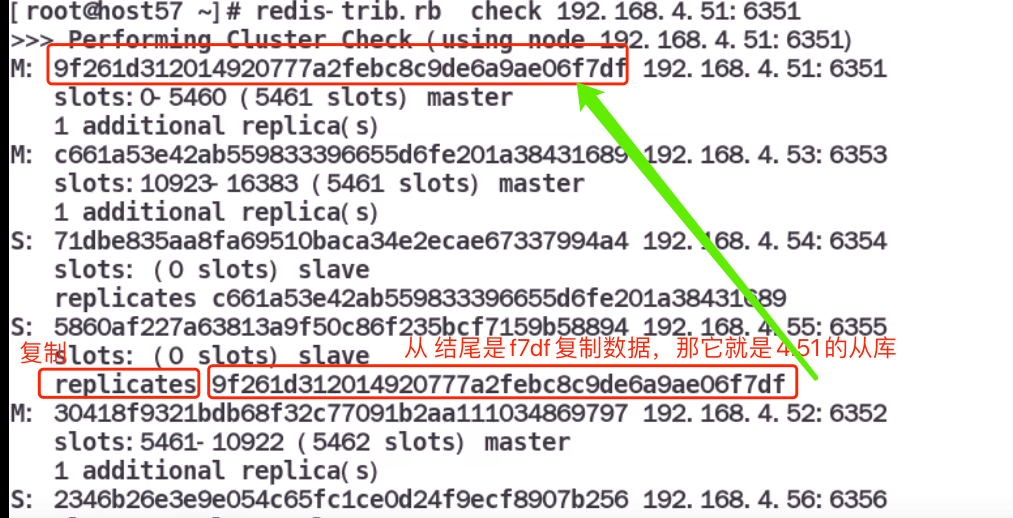 [root@host57 ~]# redis-trib.rb check 192.168.4.51:6351
>>> Performing Cluster Check (using node 192.168.4.51:6351)
M: 9f261d312014920777a2febc8c9de6a9ae06f7df 192.168.4.51:6351
slots:0-5460 (5461 slots) master
1 additional replica(s)
M: c661a53e42ab559833396655d6fe201a38431689 192.168.4.53:6353
slots:10923-16383 (5461 slots) master
1 additional replica(s)
S: 71dbe835aa8fa69510baca34e2ecae67337994a4 192.168.4.54:6354
slots: (0 slots) slave
replicates c661a53e42ab559833396655d6fe201a38431689
S: 5860af227a63813a9f50c86f235bcf7159b58894 192.168.4.55:6355
复制
从 结尾是f7df复制数据，那它就是4.51的从库
slots: (0 slots) slave
replicates 9f261d312014920777a2febc8c9de6a9ae06f7df
M: 30418f9321bdb68f32c77091b2aa111034869797 192.168.4.52:6352
slots:5461-10922 (5462 slots) master
1 additional replica(s)
S: 2346b26e3e9e054c65fc1ce0d24f9ecf8907b256 192.168.4.56:6356